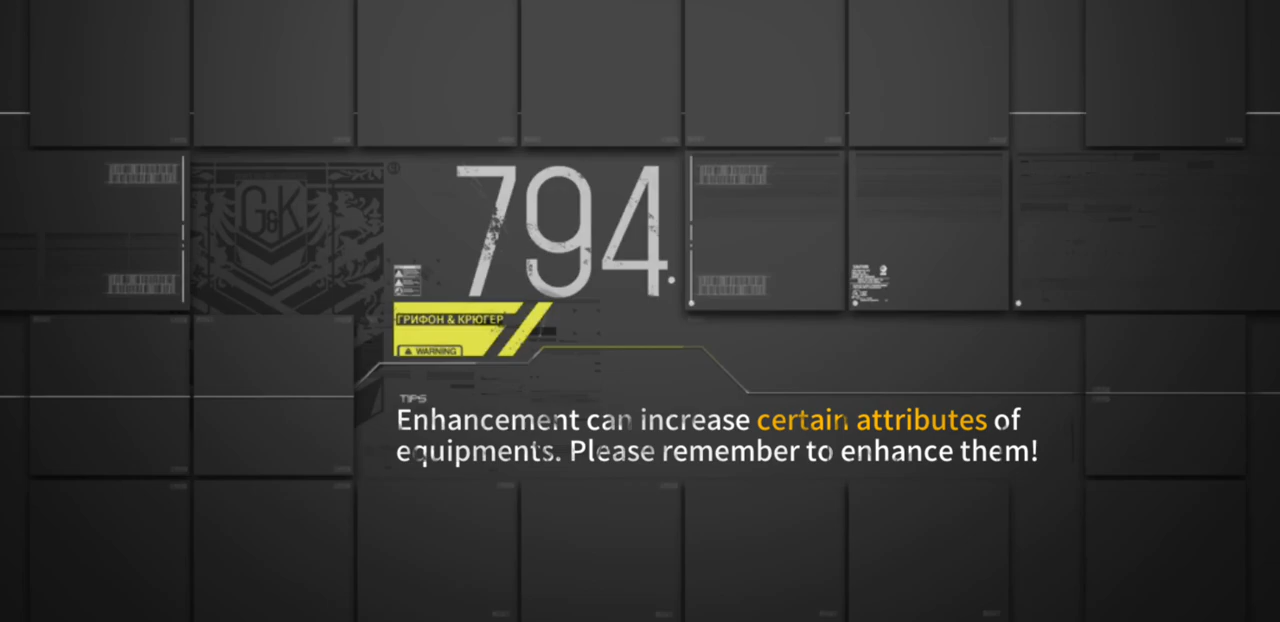 G&K
794.
ГРИФОН & КРЮГЕР
WARNING
TIPS
Enhancement can increase certain attributes of
equipments. Please remember to enhance them!